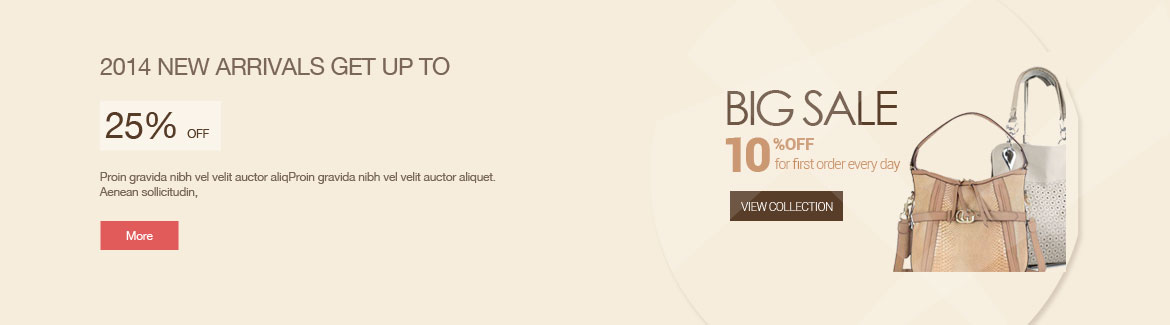 2014 NEW ARRIVALS GET UP TO
25% OFF
Proin gravida nibh vel velit auctor aliqProin gravida nibh vel velit auctor aliquet.
Aenean sollicitudin,
More
BIG SALE
10 %OFF
for first order every day
VIEW COLLECTION